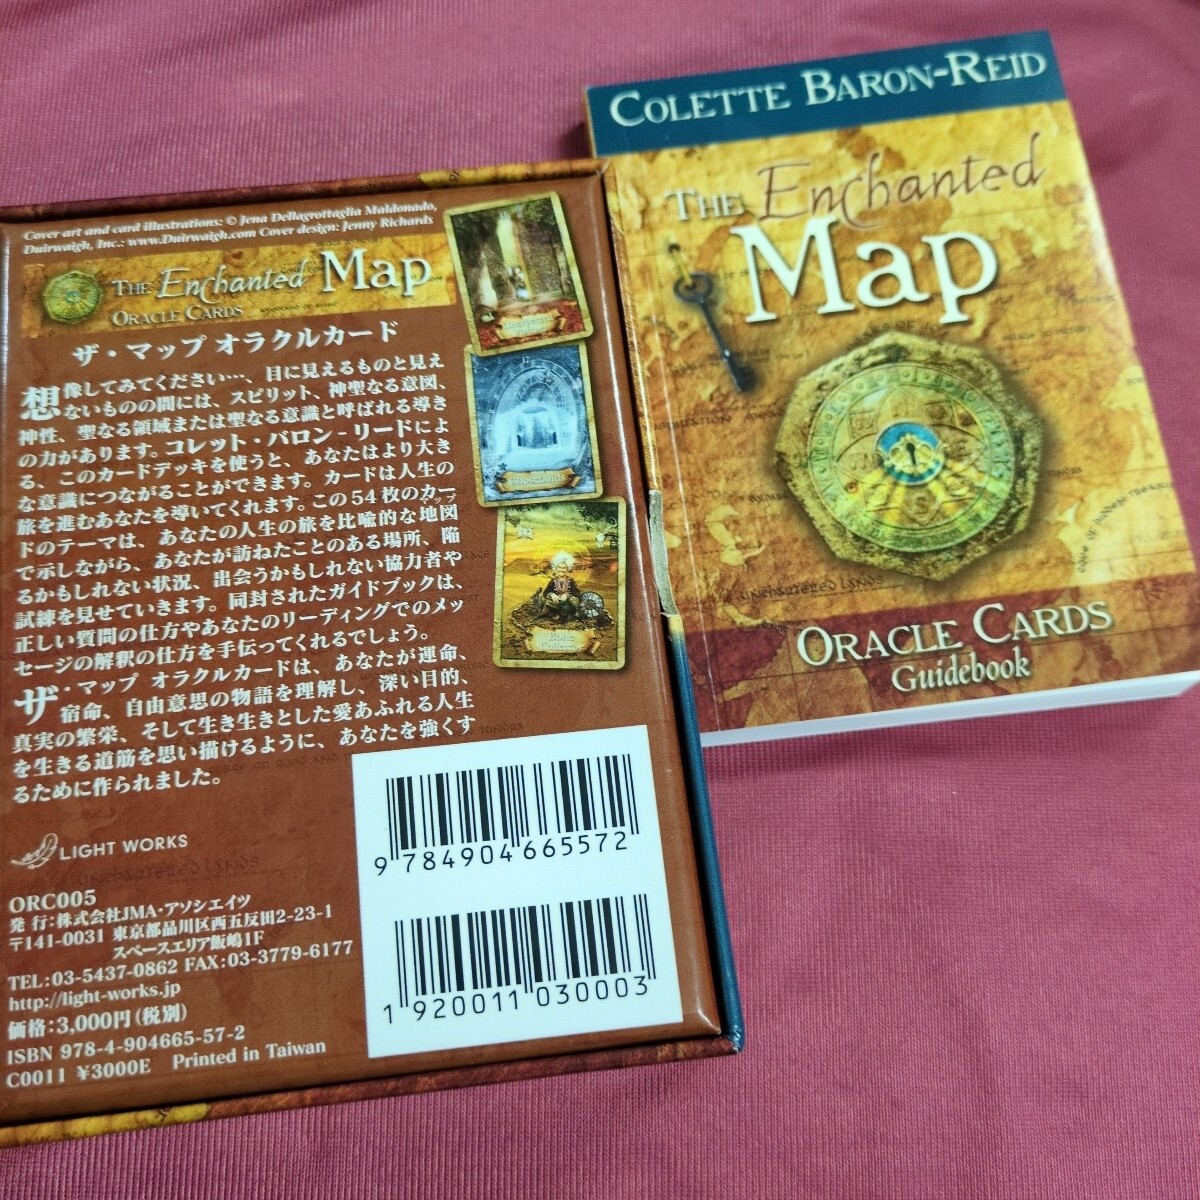 Cover art and card illustrations: © Jena Dellagrottaglia Maldonado,
Duirwaigh, Inc.: www.Duirwaigh.com Cover design: Jenny Richards
THE Enchanted Map
ORACLE CARDS
ザ・マップ オラクルカード
想像してみてください…、目に見えるものと見え
ないものの間には、スピリット、神聖なる意図、
神性、聖なる領域または聖なる意識と呼ばれる導き
の力があります。コレット・バロン-リードによ
る、このカードデッキを使うと、あなたはより大き
な意識につながることができます。カードは人生の
旅を進むあなたを導いてくれます。この54枚のカー
ドのテーマは、あなたの人生の旅を比喩的な地図
マップ
で示しながら、あなたが訪ねたことのある場所、陥
るかもしれない状況、出会うかもしれない協力者や
試練を見せていきます。同封されたガイドブックは、
正しい質問の仕方やあなたのリーディングでのメッ
セージの解釈の仕方を手伝ってくれるでしょう。
ザ・マップ オラクルカードは、あなたが運命、
宿命、自由意思の物語を理解し、深い目的、
真実の繁栄、そして生き生きとした愛あふれる人生
を生きる道筋を思い描けるように、あなたを強くす
るために作られました。
Ghostlands
Bone
Collector
LIGHT WORKS
ORC005
発行:株式会社JMA・アソシエイツ
〒141-0031 東京都品川区西五反田2-23-1
スペースエリア飯嶋1F
TEL:03-5437-0862 FAX:03-3779-6177
http://light-works.jp
価格:3,000円(税別)
ISBN 978-4-904665-57-2
C0011 ¥3000E Printed in Taiwan
9 784904 665572
1 920011 030003
COLETTE BARON-REID
THE Enchanted
Map
UNCHARTERED LANDS
ORACLE CARDS
Guidebook